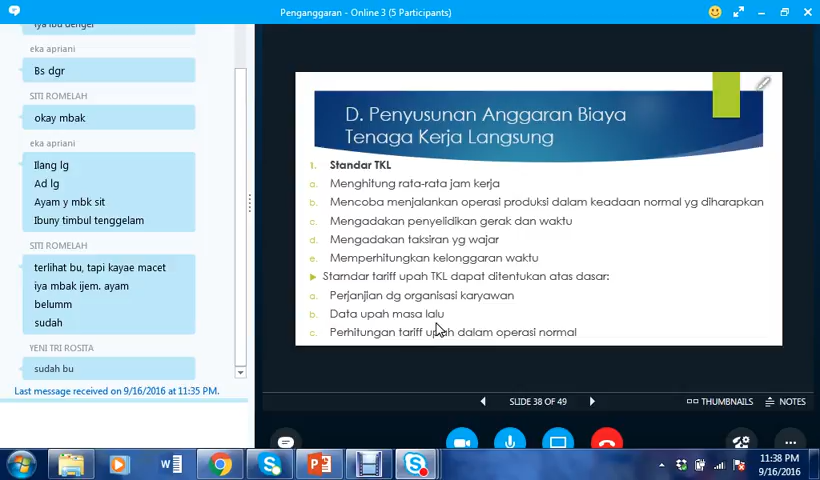 Penganggaran - Online 3 (5 Participants)
iya ibu denger
eka apriani
Bs dgr
SITI ROMELAH
okay mbak
eka apriani
Ilang lg
Ad lg
Ayam y mbk sit
Ibuny timbul tenggelam
SITI ROMELAH
terlihat bu, tapi kayae macet
iya mbak ijem. ayam
belumm
sudah
YENI TRI ROSITA
sudah bu
Last message received on 9/16/2016 at 11:35 PM.
D. Penyusunan Anggaran Biaya
Tenaga Kerja Langsung
1. Standar TKL
a. Menghitung rata-rata jam kerja
b. Mencoba menjalankan operasi produksi dalam keadaan normal yg diharapkan
c. Mengadakan penyelidikan gerak dan waktu
d. Mengadakan taksiran yg wajar
e. Memperhitungkan kelonggaran waktu
Starndar tariff upah TKL dapat ditentukan atas dasar:
a. Perjanjian dg organisasi karyawan
b. Data upah masa lalu
c. Perhitungan tariff upah dalam operasi normal
SLIDE 38 OF 49
THUMBNAILS
NOTES
11:38 PM
9/16/2016